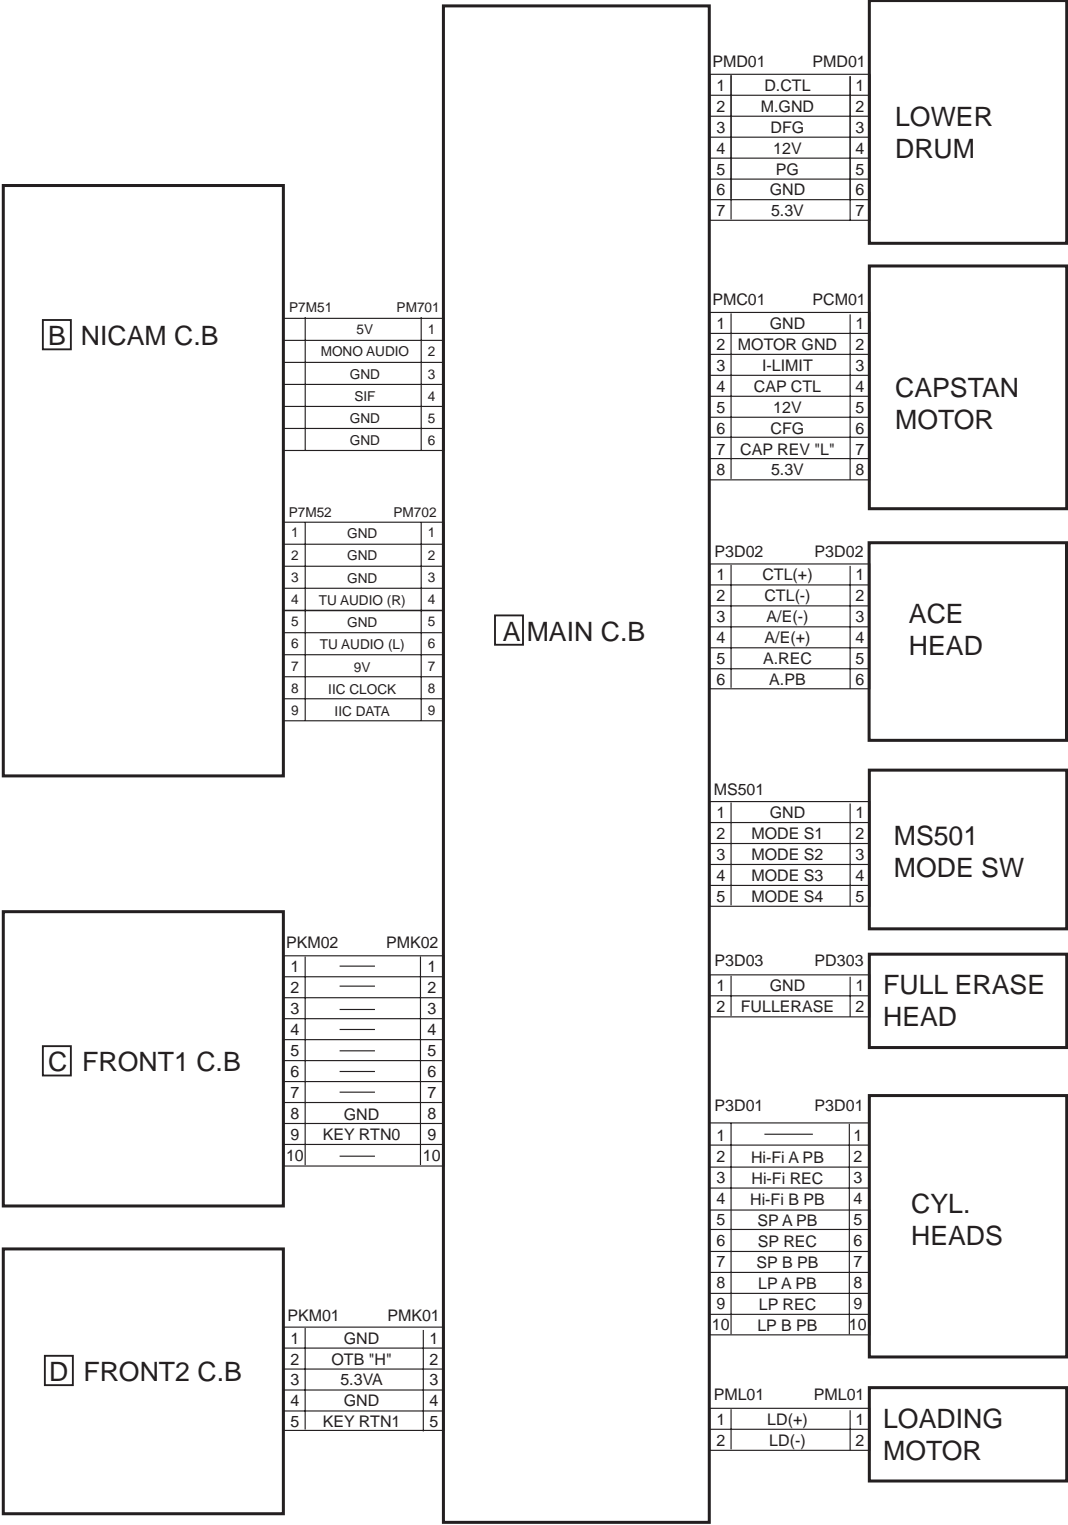 B NICAM C.B
P7M51 PM701
5V 1
MONO AUDIO 2
GND 3
SIF 4
GND 5
GND 6
P7M52 PM702
1 GND 1
2 GND 2
3 GND 3
4 TU AUDIO (R) 4
5 GND 5
6 TU AUDIO (L) 6
7 9V 7
8 IIC CLOCK 8
9 IIC DATA 9
C FRONT1 C.B
PKM02 PMK02
1 —— 1
2 —— 2
3 —— 3
4 —— 4
5 —— 5
6 —— 6
7 —— 7
8 GND 8
9 KEY RTN0 9
10 —— 10
D FRONT2 C.B
PKM01 PMK01
1 GND 1
2 OTB "H" 2
3 5.3VA 3
4 GND 4
5 KEY RTN1 5
A MAIN C.B
PMD01 PMD01
1 D.CTL 1
2 M.GND 2
3 DFG 3
4 12V 4
5 PG 5
6 GND 6
7 5.3V 7
LOWER
DRUM
PMC01 PCM01
1 GND 1
2 MOTOR GND 2
3 I-LIMIT 3
4 CAP CTL 4
5 12V 5
6 CFG 6
7 CAP REV "L" 7
8 5.3V 8
CAPSTAN
MOTOR
P3D02 P3D02
1 CTL(+) 1
2 CTL(-) 2
3 A/E(-) 3
4 A/E(+) 4
5 A.REC 5
6 A.PB 6
ACE
HEAD
MS501
1 GND 1
2 MODE S1 2
3 MODE S2 3
4 MODE S3 4
5 MODE S4 5
MS501
MODE SW
P3D03 PD303
1 GND 1
2 FULLERASE 2
FULL ERASE
HEAD
P3D01 P3D01
1 —— 1
2 Hi-Fi A PB 2
3 Hi-Fi REC 3
4 Hi-Fi B PB 4
5 SP A PB 5
6 SP REC 6
7 SP B PB 7
8 LP A PB 8
9 LP REC 9
10 LP B PB 10
CYL.
HEADS
PML01 PML01
1 LD(+) 1
2 LD(-) 2
LOADING
MOTOR